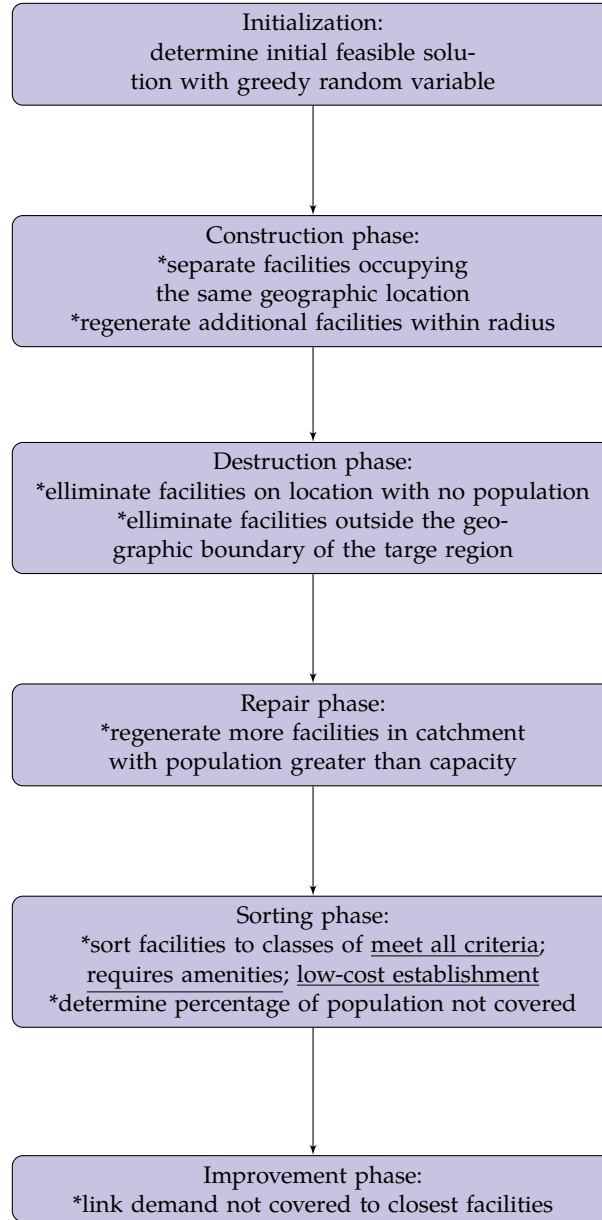 Initialization:
determine initial feasible solu-
tion with greedy random variable
Construction phase:
*separate facilities occupying
the same geographic location
*regenerate additional facilities within radius
Destruction phase:
*elliminate facilities on location with no population
*elliminate facilities outside the geo-
graphic boundary of the targe region
Repair phase:
*regenerate more facilities in catchment
with population greater than capacity
Sorting phase:
*sort facilities to classes of meet all criteria;
requires amenities; low-cost establishment
*determine percentage of population not covered
Improvement phase:
*link demand not covered to closest facilities